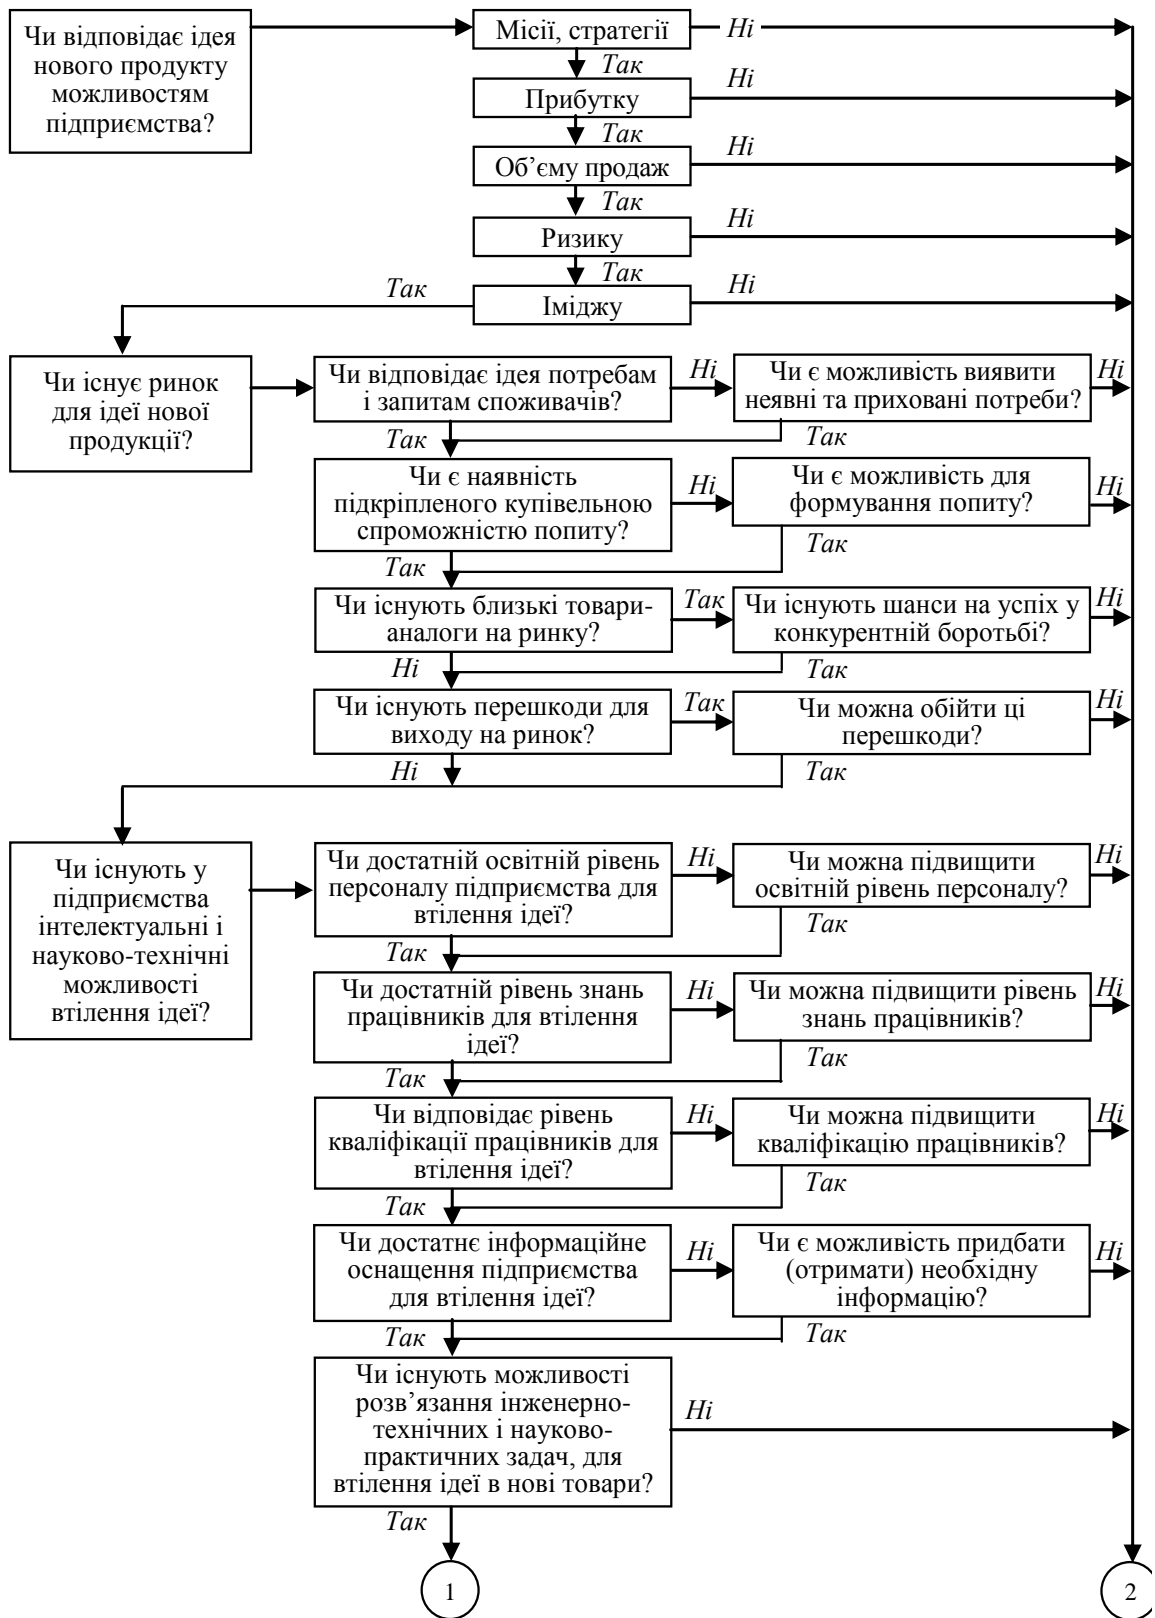 Чи відповідає ідея
нового продукту
можливостям
підприємства?
Місії, стратегії
Ні
Так
Прибутку
Ні
Так
Об’єму продаж
Ні
Так
Ризику
Ні
Так
Іміджу
Ні
Так
Чи існує ринок
для ідеї нової
продукції?
Чи відповідає ідея потребам
і запитам споживачів?
Ні
Чи є можливість виявити
неявні та приховані потреби?
Ні
Так
Так
Чи є наявність
підкріпленого купівельною
спроможністю попиту?
Ні
Чи є можливість для
формування попиту?
Ні
Так
Так
Чи існують близькі товари-
аналоги на ринку?
Так
Чи існують шанси на успіх у
конкурентній боротьбі?
Ні
Ні
Так
Чи існують перешкоди для
виходу на ринок?
Так
Чи можна обійти ці
перешкоди?
Ні
Ні
Так
Чи існують у
підприємства
інтелектуальні і
науково-технічні
можливості
втілення ідеї?
Чи достатній освітній рівень
персоналу підприємства для
втілення ідеї?
Ні
Чи можна підвищити
освітній рівень персоналу?
Ні
Так
Так
Чи достатній рівень знань
працівників для втілення
ідеї?
Ні
Чи можна підвищити рівень
знань працівників?
Ні
Так
Так
Чи відповідає рівень
кваліфікації працівників для
втілення ідеї?
Ні
Чи можна підвищити
кваліфікацію працівників?
Ні
Так
Так
Чи достатнє інформаційне
оснащення підприємства
для втілення ідеї?
Ні
Чи є можливість придбати
(отримати) необхідну
інформацію?
Ні
Так
Так
Чи існують можливості
розв’язання інженерно-
технічних і науково-
практичних задач, для
втілення ідеї в нові товари?
Ні
Так
1
2